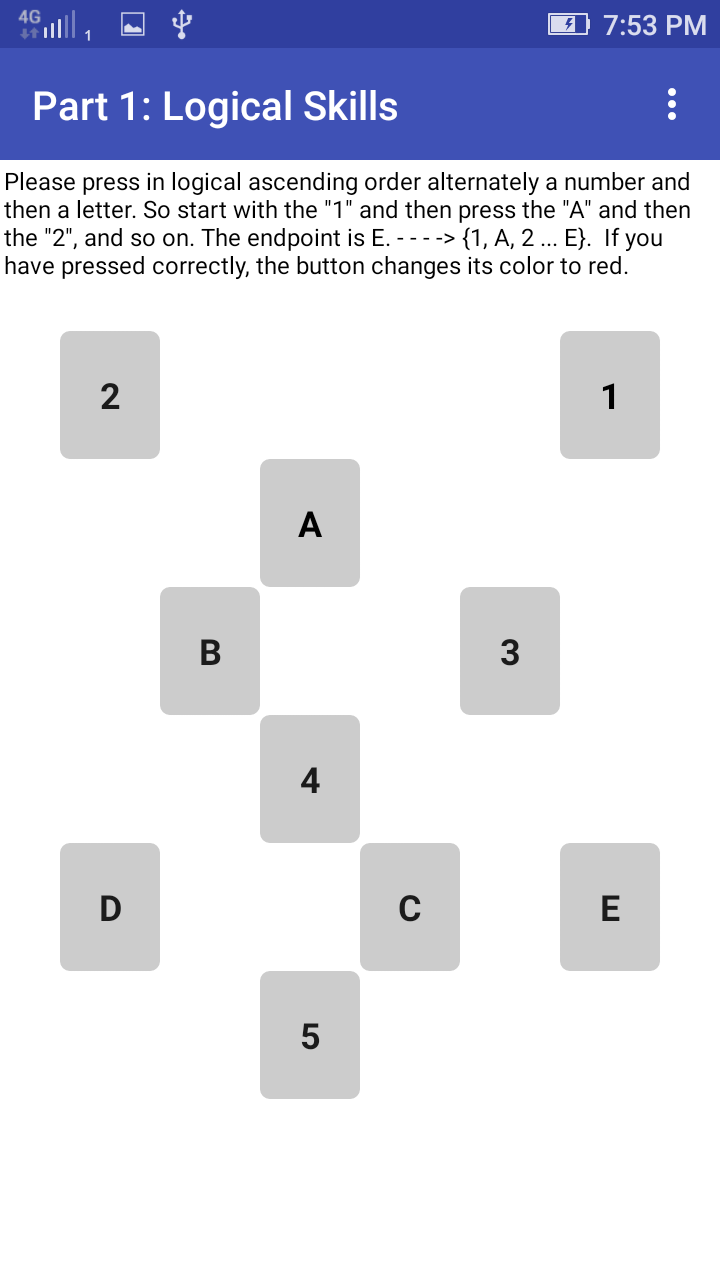 4G 1 7:53 PM
Part 1: Logical Skills
Please press in logical ascending order alternately a number and
then a letter. So start with the "1" and then press the "A" and then
the "2", and so on. The endpoint is E. - - - -> {1, A, 2 ... E}.  If you
have pressed correctly, the button changes its color to red.
2 1
A
B 3
4
D C E
5